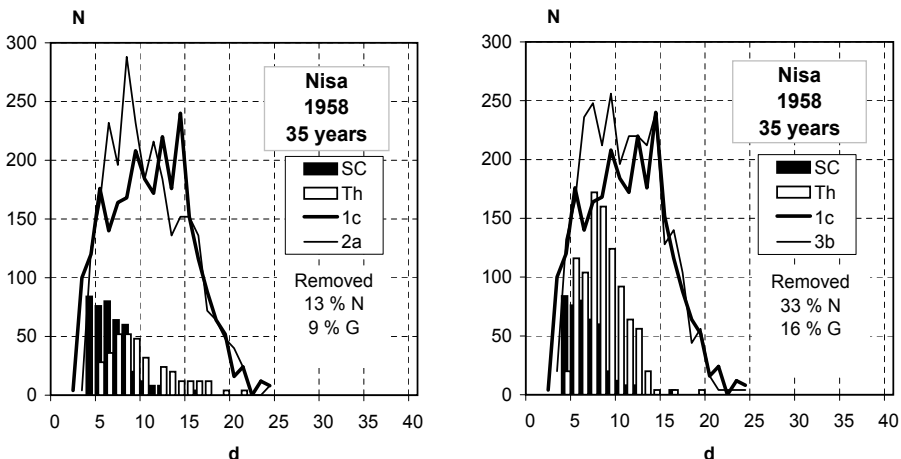 N
300
250
200
150
100
50
0
0 5 10 15 20 25 30 35 40
d
Nisa
1958
35 years
SC
Th
1c
2a
Removed
13 % N
9 % G
N
300
250
200
150
100
50
0
0 5 10 15 20 25 30 35 40
d
Nisa
1958
35 years
SC
Th
1c
3b
Removed
33 % N
16 % G